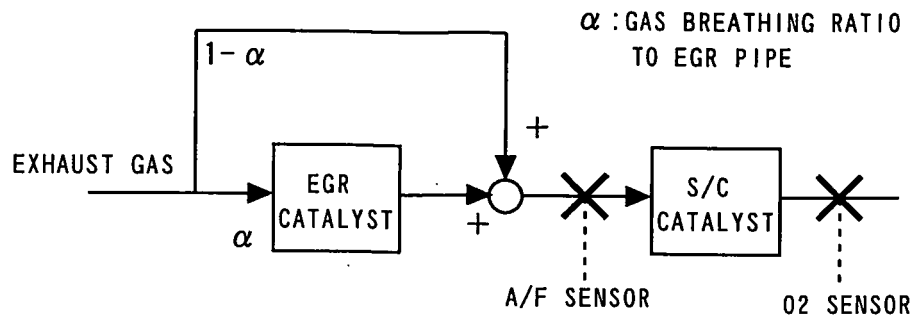 α : GAS BREATHING RATIO
TO EGR PIPE
1-α
+
EXHAUST GAS
EGR
CATALYST
S/C
CATALYST
α
+
A/F SENSOR
O2 SENSOR